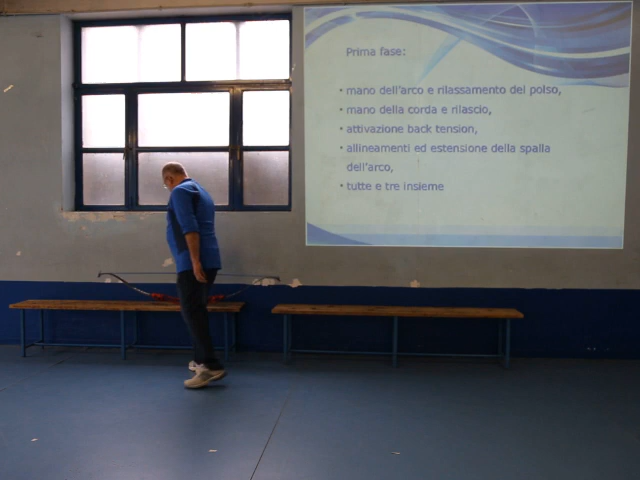 Prima fase:
• mano dell'arco e rilassamento del polso,
• mano della corda e rilascio,
• attivazione back tension,
• allineamenti ed estensione della spalla
dell'arco,
• tutte e tre insieme